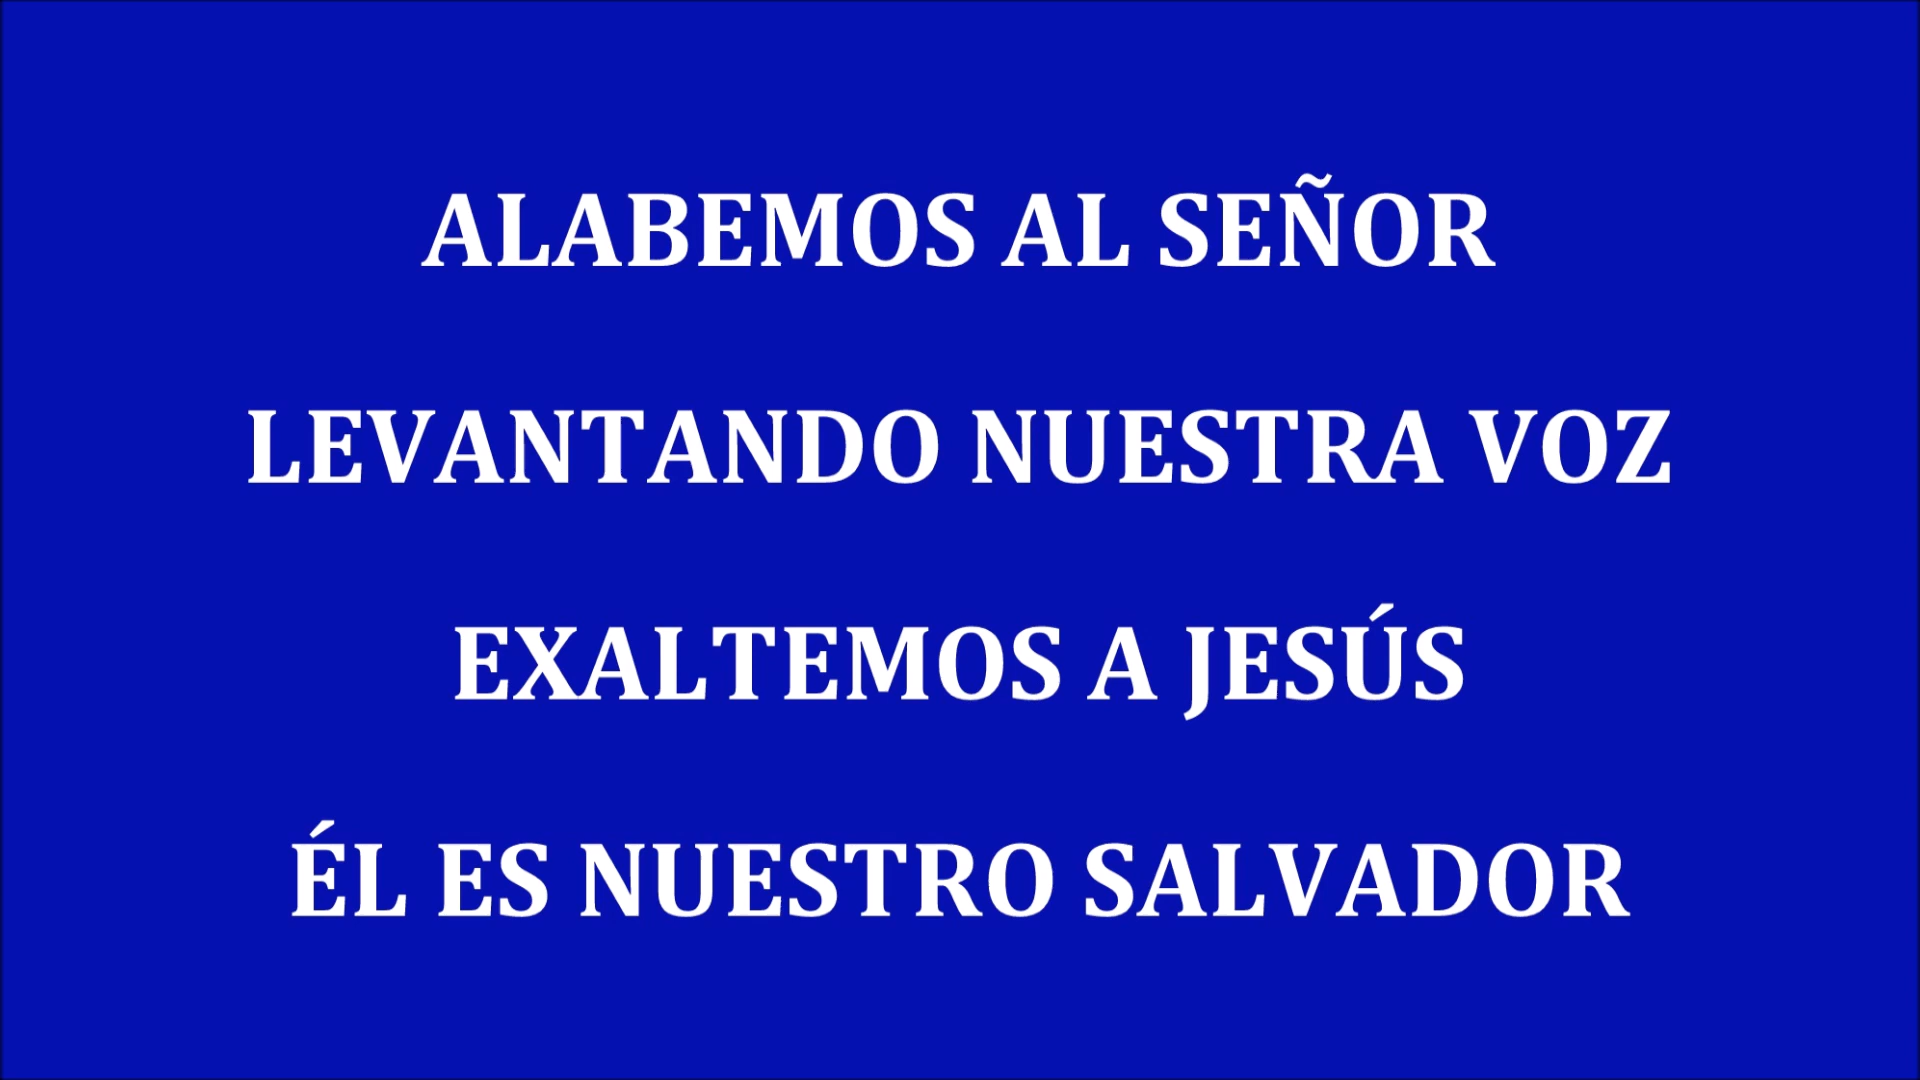 ALABEMOS AL SEÑOR
LEVANTANDO NUESTRA VOZ
EXALTEMOS A JESÚS
ÉL ES NUESTRO SALVADOR